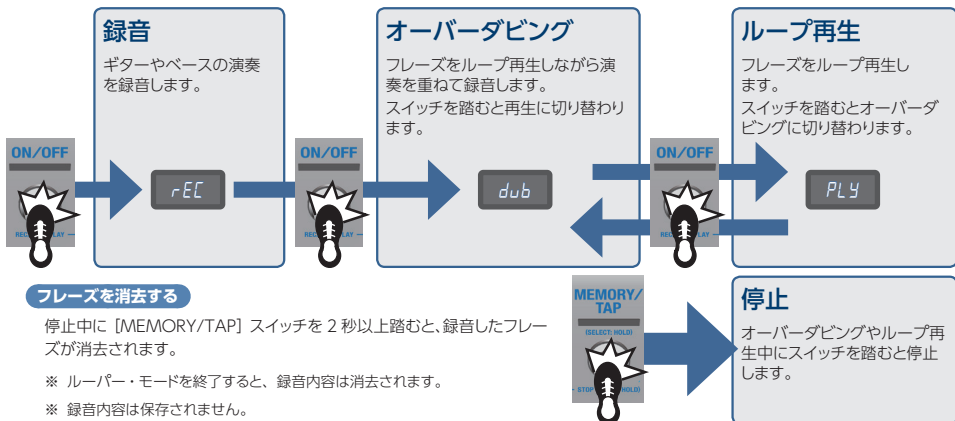 録音
ギターやベースの演奏
を録音します。
オーバーダビング
フレーズをループ再生しながら演
奏を重ねて録音します。
スイッチを踏むと再生に切り替わり
ます。
ループ再生
フレーズをループ再生し
ます。
スイッチを踏むとオーバーダ
ビングに切り替わります。
ON/OFF
rEC
REC
LAY
ON/OFF
dub
REC
LAY
ON/OFF
PLY
REC
LAY
フレーズを消去する
停止中に [MEMORY/TAP] スイッチを 2 秒以上踏むと、録音したフレー
ズが消去されます。
※ ルーパー・モードを終了すると、録音内容は消去されます。
※ 録音内容は保存されません。
MEMORY/
TAP
(SELECT: HOLD)
STOP
HOLD)
停止
オーバーダビングやループ再
生中にスイッチを踏むと停止
します。